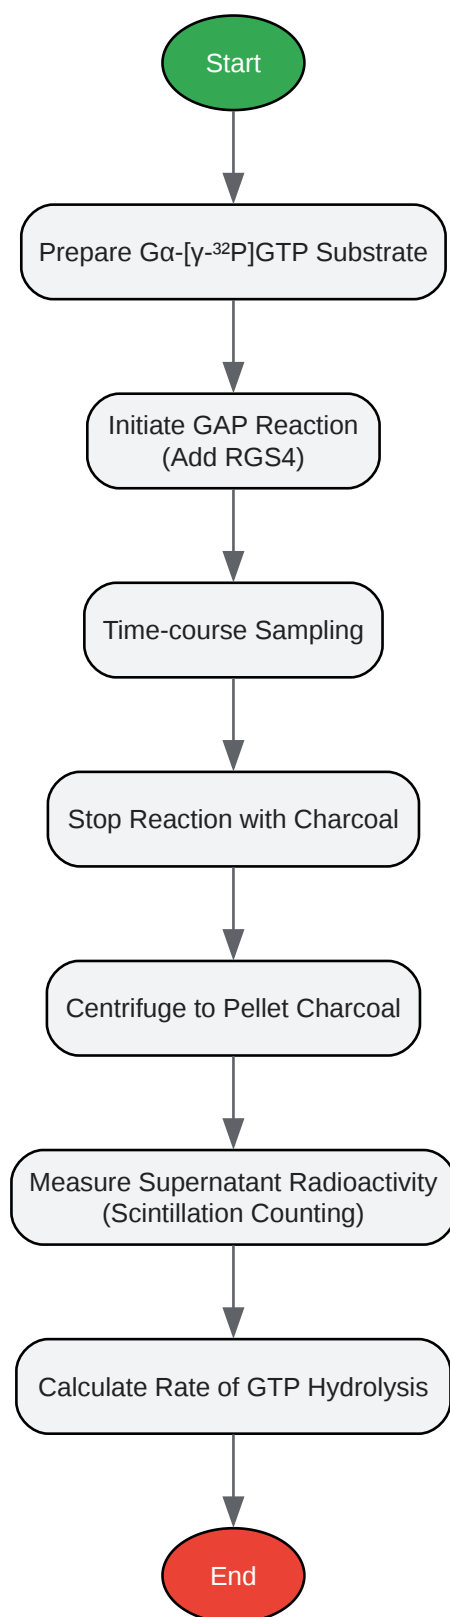 Start
Prepare Gα-[γ-³²P]GTP Substrate
Initiate GAP Reaction
(Add RGS4)
Time-course Sampling
Stop Reaction with Charcoal
Centrifuge to Pellet Charcoal
Measure Supernatant Radioactivity
(Scintillation Counting)
Calculate Rate of GTP Hydrolysis
End